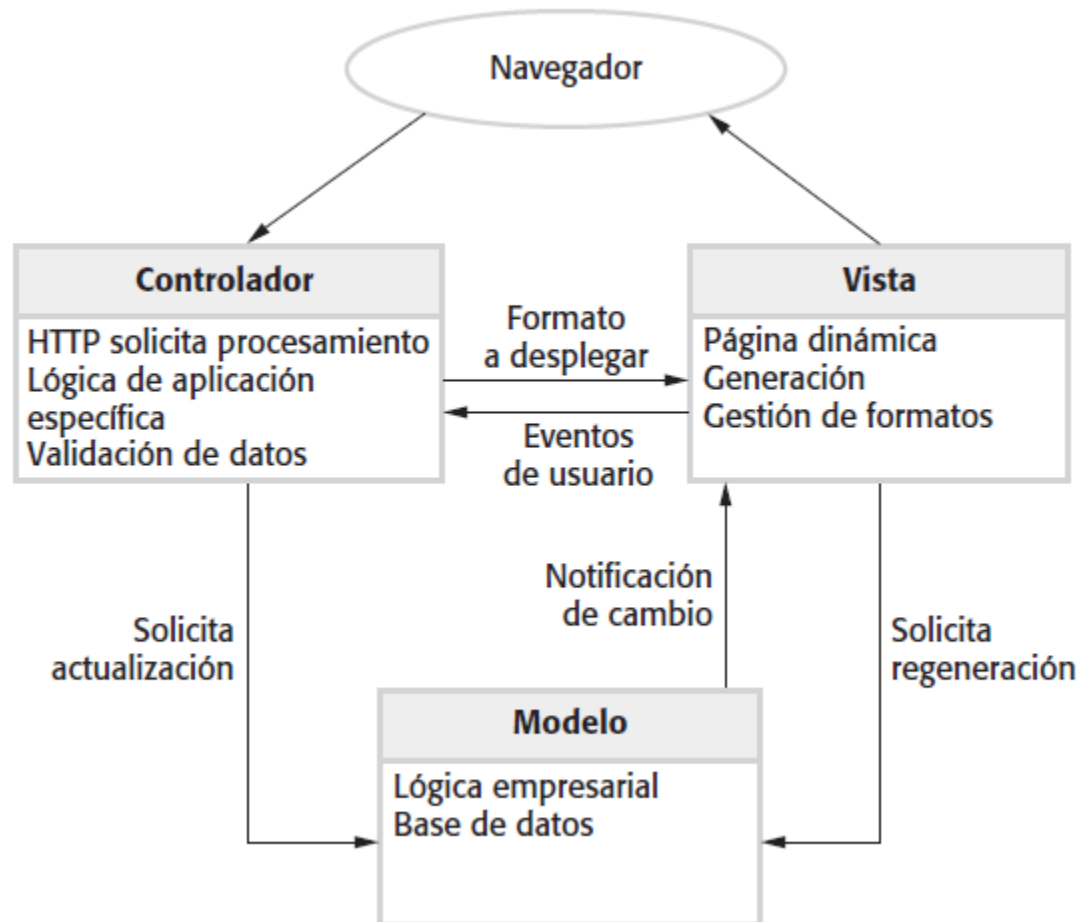 Navegador
Controlador
HTTP solicita procesamiento
Lógica de aplicación
específica
Validación de datos
Formato
a desplegar
Eventos
de usuario
Vista
Página dinámica
Generación
Gestión de formatos
Solicita
actualización
Notificación
de cambio
Solicita
regeneración
Modelo
Lógica empresarial
Base de datos